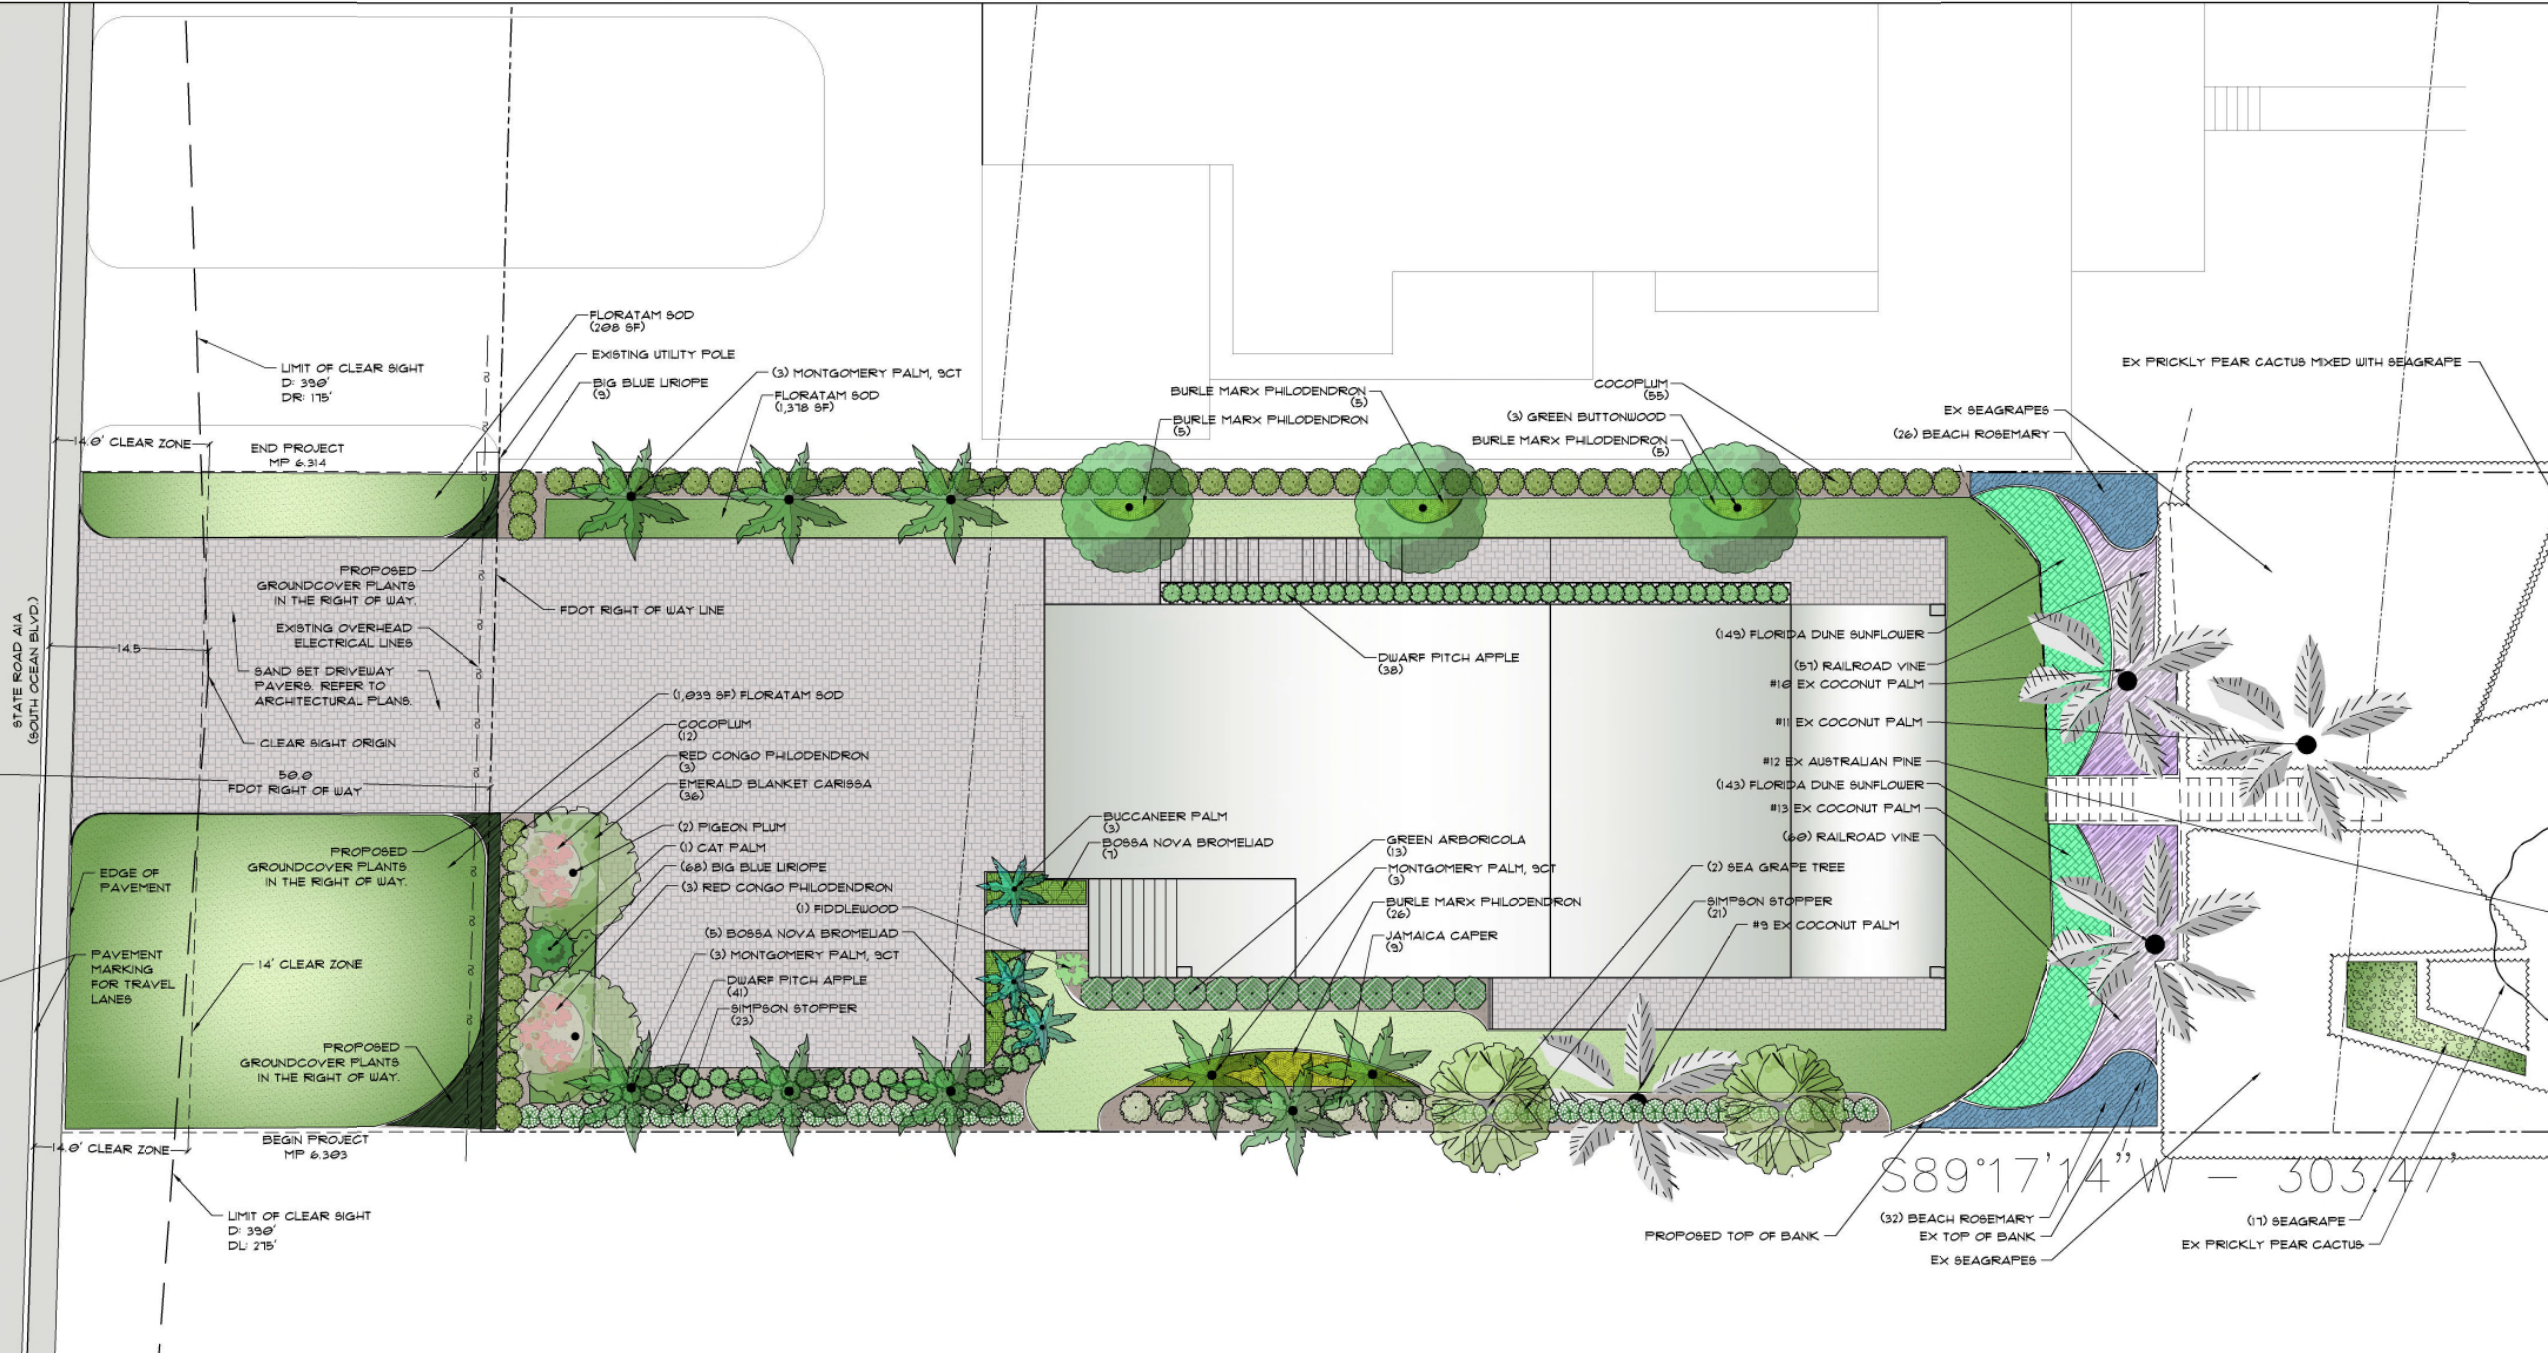 FLORATAM SOD
(208 SF)
EXISTING UTILITY POLE
BIG BLUE LIRIOPE
(9)
(3) MONTGOMERY PALM, 9CT
FLORATAM SOD
(1,378 SF)
LIMIT OF CLEAR SIGHT
D: 390'
DR: 175'
BURLE MARX PHILODENDRON
(5)
BURLE MARX PHILODENDRON
(5)
COCOPLUM
(55)
(3) GREEN BUTTONWOOD
BURLE MARX PHILODENDRON
(5)
EX PRICKLY PEAR CACTUS MIXED WITH SEAGRAPE
EX SEAGRAPES
(26) BEACH ROSEMARY
14.0' CLEAR ZONE
END PROJECT
MP 6.314
PROPOSED
GROUNDCOVER PLANTS
IN THE RIGHT OF WAY.
FDOT RIGHT OF WAY LINE
EXISTING OVERHEAD
ELECTRICAL LINES
14.5
SAND SET DRIVEWAY
PAVERS. REFER TO
ARCHITECTURAL PLANS.
CLEAR SIGHT ORIGIN
50.0
FDOT RIGHT OF WAY
STATE ROAD A1A
(SOUTH OCEAN BLVD.)
(1,039 SF) FLORATAM SOD
COCOPLUM
(12)
RED CONGO PHILODENDRON
(3)
EMERALD BLANKET CARISSA
(36)
(2) PIGEON PLUM
(1) CAT PALM
(68) BIG BLUE LIRIOPE
(3) RED CONGO PHILODENDRON
(1) FIDDLEWOOD
(5) BOSSA NOVA BROMELIAD
(3) MONTGOMERY PALM, 9CT
DWARF PITCH APPLE
(41)
SIMPSON STOPPER
(23)
DWARF PITCH APPLE
(38)
BUCCANEER PALM
(3)
BOSSA NOVA BROMELIAD
(7)
GREEN ARBORICOLA
(13)
MONTGOMERY PALM, 9CT
(3)
BURLE MARX PHILODENDRON
(26)
JAMAICA CAPER
(9)
(149) FLORIDA DUNE SUNFLOWER
(57) RAILROAD VINE
#10 EX COCONUT PALM
#11 EX COCONUT PALM
#12 EX AUSTRALIAN PINE
(143) FLORIDA DUNE SUNFLOWER
#13 EX COCONUT PALM
(60) RAILROAD VINE
(2) SEA GRAPE TREE
SIMPSON STOPPER
(21)
#9 EX COCONUT PALM
PROPOSED
GROUNDCOVER PLANTS
IN THE RIGHT OF WAY.
EDGE OF
PAVEMENT
PAVEMENT
MARKING
FOR TRAVEL
LANES
14' CLEAR ZONE
PROPOSED
GROUNDCOVER PLANTS
IN THE RIGHT OF WAY.
BEGIN PROJECT
MP 6.303
14.0' CLEAR ZONE
LIMIT OF CLEAR SIGHT
D: 390'
DL: 275'
S89°17'14"W - 303.47'
PROPOSED TOP OF BANK
(32) BEACH ROSEMARY
EX TOP OF BANK
EX SEAGRAPES
(17) SEAGRAPE
EX PRICKLY PEAR CACTUS